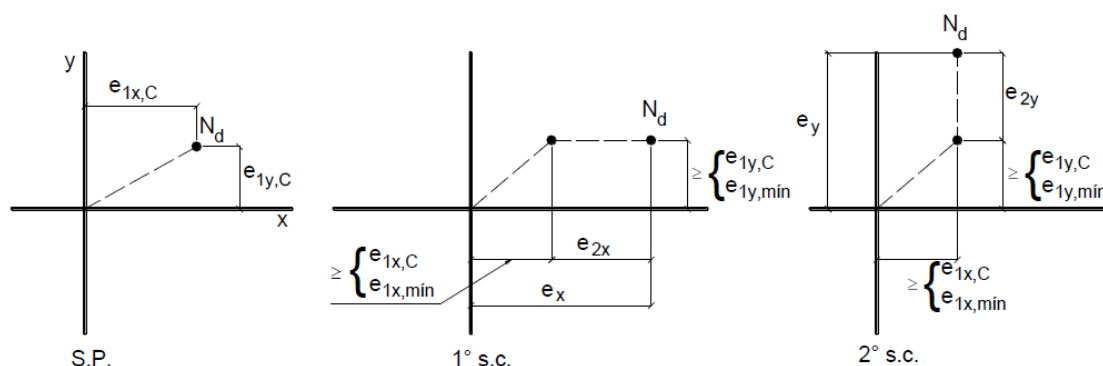 y
e1x,C
Nd
e1y,C
x
S.P.
Nd
≥ { e1y,C
e1y,mín
e2x
≥ { e1x,C
e1x,mín
ex
1° s.c.
Nd
ey
e2y
≥ { e1y,C
e1y,mín
≥ { e1x,C
e1x,mín
2° s.c.